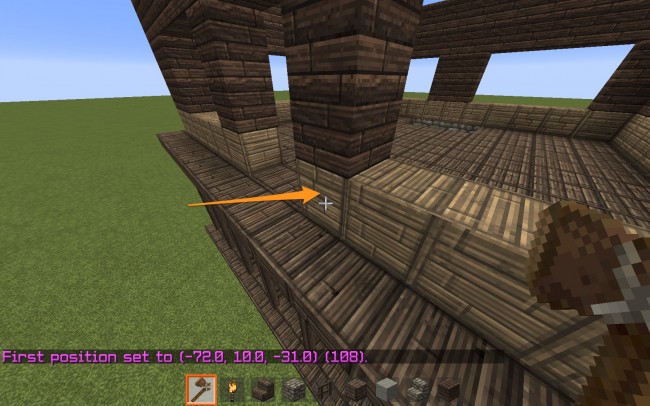 First position set to (-72.0, 10.0, -31.0) (108).